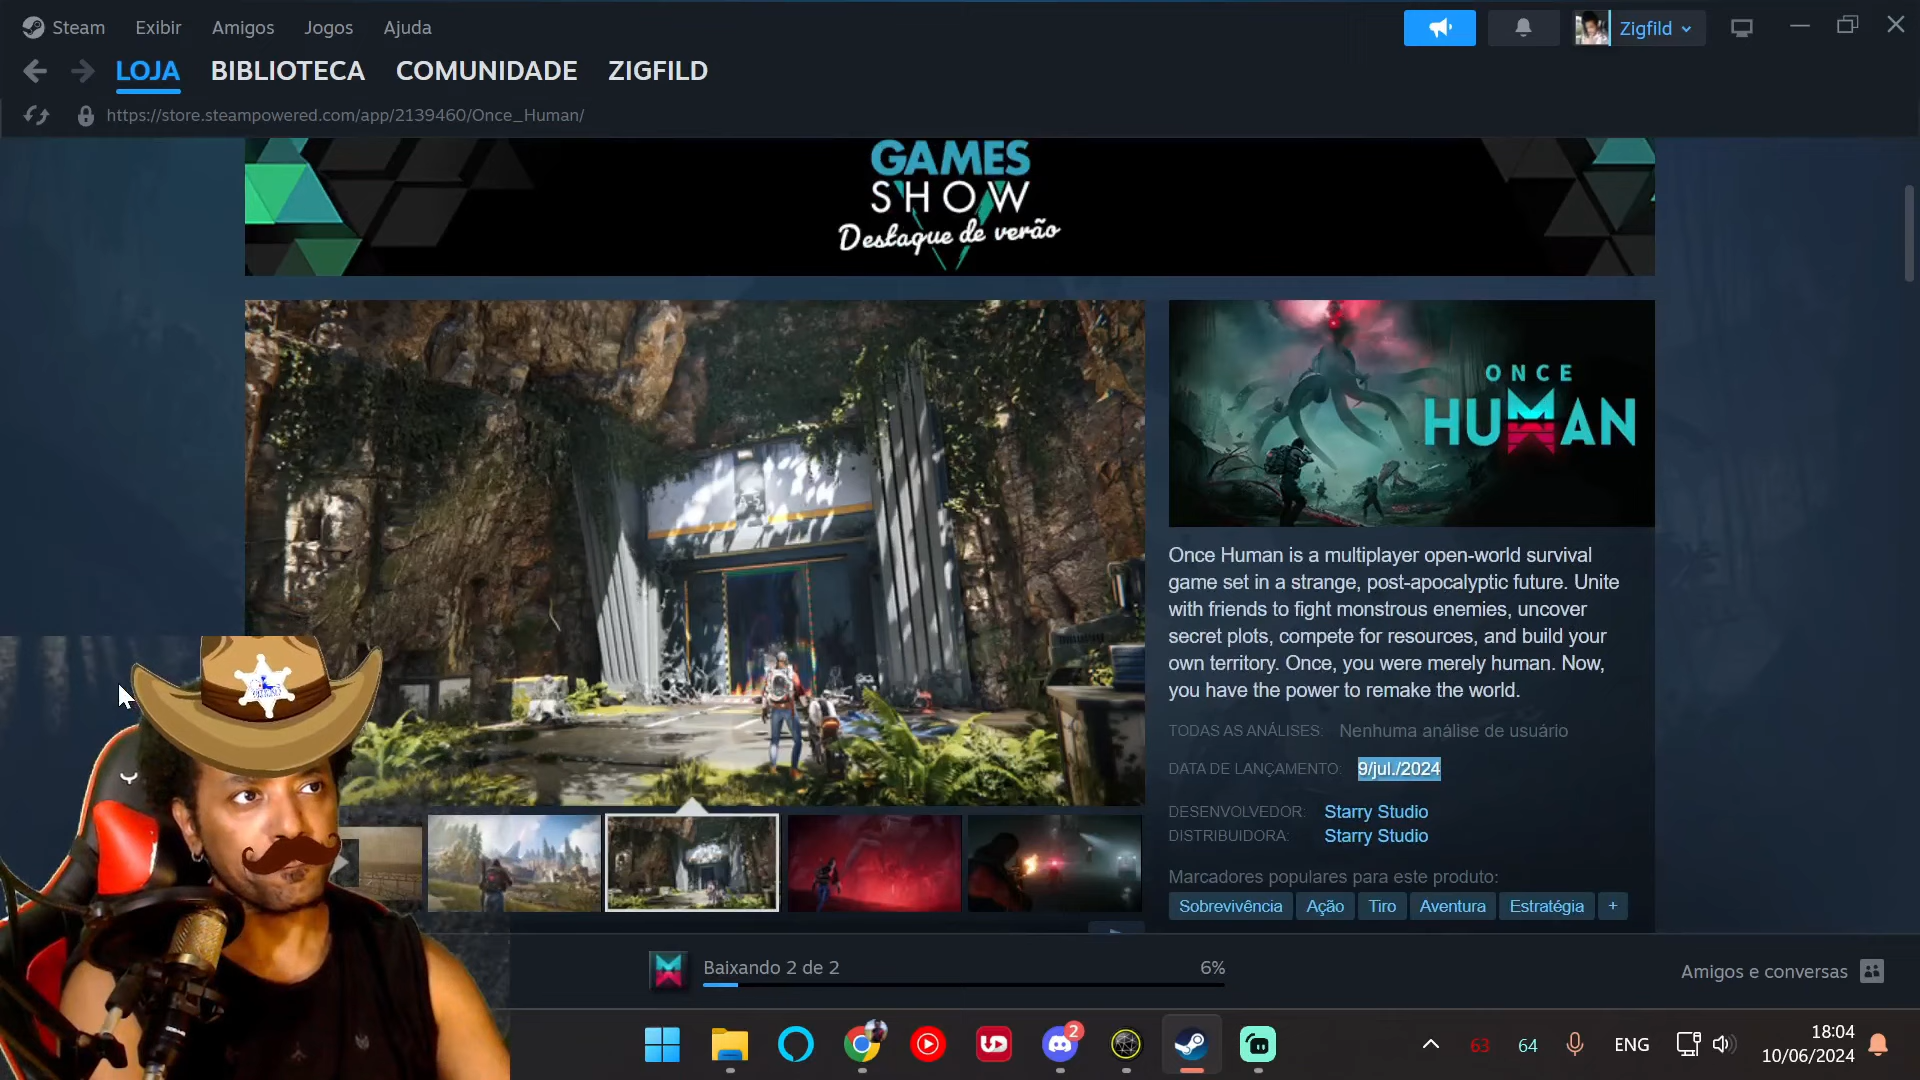 Steam Exibir Amigos Jogos Ajuda
Zigfild
LOJA BIBLIOTECA COMUNIDADE ZIGFILD
https://store.steampowered.com/app/2139460/Once_Human/
GAMES
SHOW
Destaque de verão
A-5
ONCE
HUMAN
Once Human is a multiplayer open-world survival
game set in a strange, post-apocalyptic future. Unite
with friends to fight monstrous enemies, uncover
secret plots, compete for resources, and build your
own territory. Once, you were merely human. Now,
you have the power to remake the world.
TODAS AS ANÁLISES: Nenhuma análise de usuário
DATA DE LANÇAMENTO: 9/jul./2024
DESENVOLVEDOR: Starry Studio
DISTRIBUIDORA: Starry Studio
Marcadores populares para este produto:
Sobrevivência Ação Tiro Aventura Estratégia +
Baixando 2 de 2 6%
Amigos e conversas
2
63 64 ENG 18:04
10/06/2024